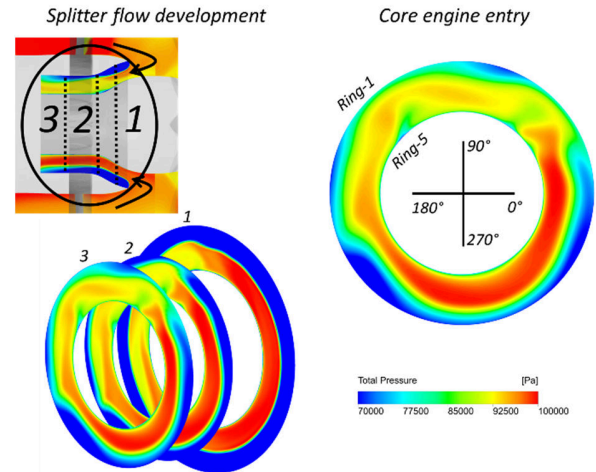 Splitter flow development
Core engine entry
3 2 1
Ring-1
Ring-5
90°
180° 0°
270°
1
2
3
Total Pressure [Pa]
70000 77500 85000 92500 100000